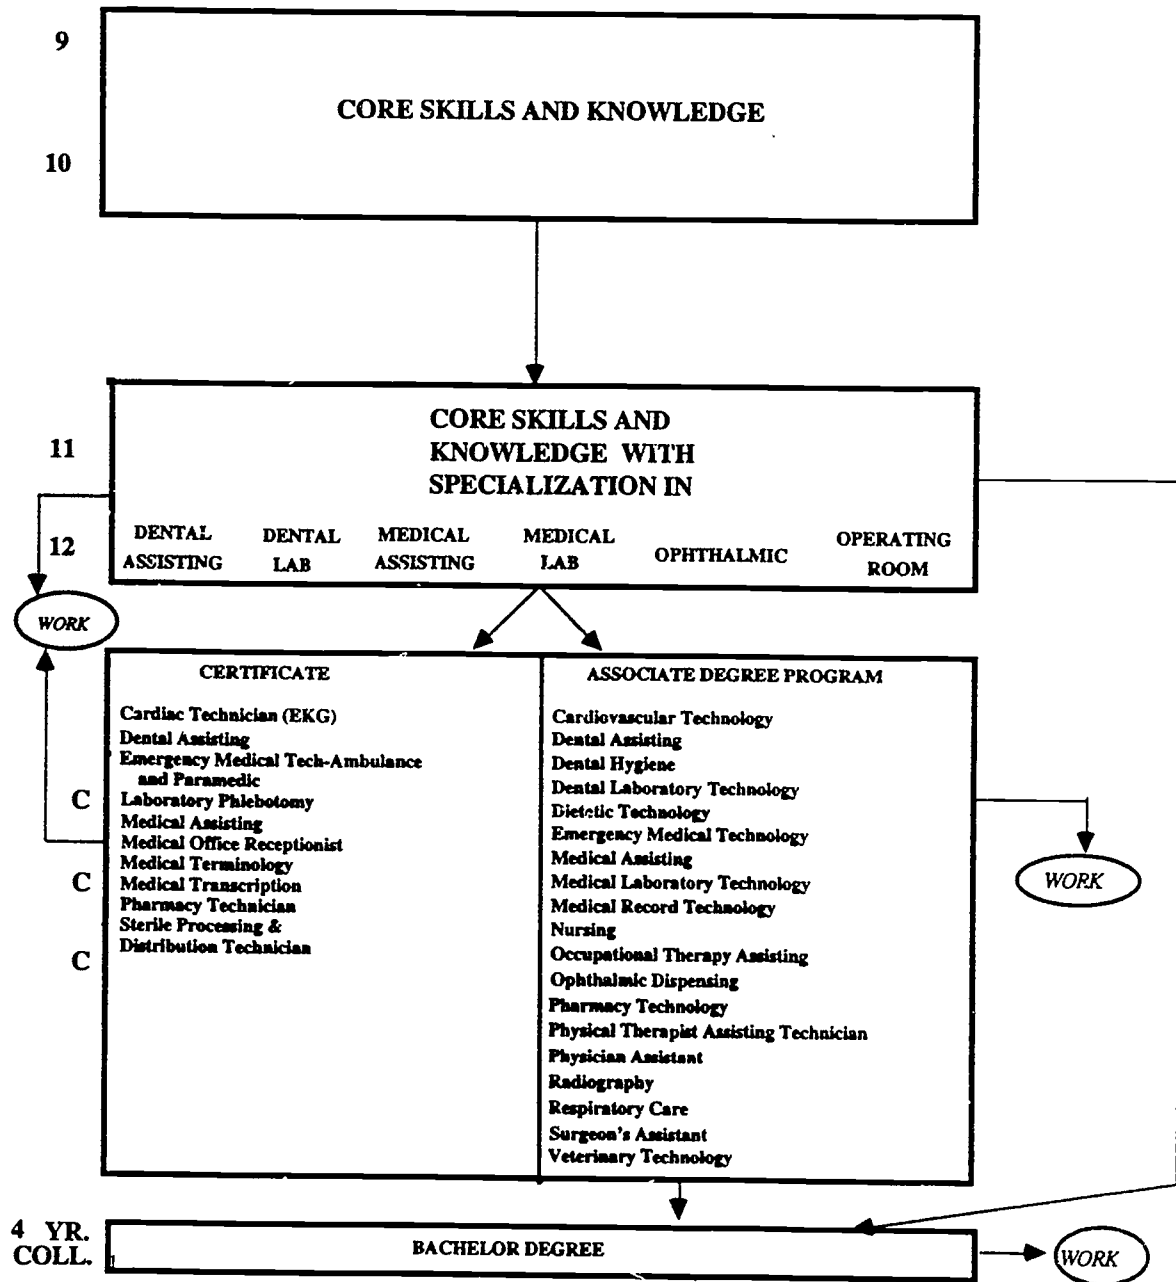 9
CORE SKILLS AND KNOWLEDGE
10
CORE SKILLS AND
KNOWLEDGE WITH
SPECIALIZATION IN
11
12
DENTAL
ASSISTING
DENTAL
LAB
MEDICAL
ASSISTING
MEDICAL
LAB
OPHTHALMIC
OPERATING
ROOM
WORK
CERTIFICATE
Cardiac Technician (EKG)
Dental Assisting
Emergency Medical Tech-Ambulance
and Paramedic
Laboratory Phlebotomy
Medical Assisting
Medical Office Receptionist
Medical Terminology
Medical Transcription
Pharmacy Technician
Sterile Processing &
Distribution Technician
C
C
C
ASSOCIATE DEGREE PROGRAM
Cardiovascular Technology
Dental Assisting
Dental Hygiene
Dental Laboratory Technology
Dietetic Technology
Emergency Medical Technology
Medical Assisting
Medical Laboratory Technology
Medical Record Technology
Nursing
Occupational Therapy Assisting
Ophthalmic Dispensing
Pharmacy Technology
Physical Therapist Assisting Technician
Physician Assistant
Radiography
Respiratory Care
Surgeon's Assistant
Veterinary Technology
WORK
4 YR.
COLL.
BACHELOR DEGREE
WORK